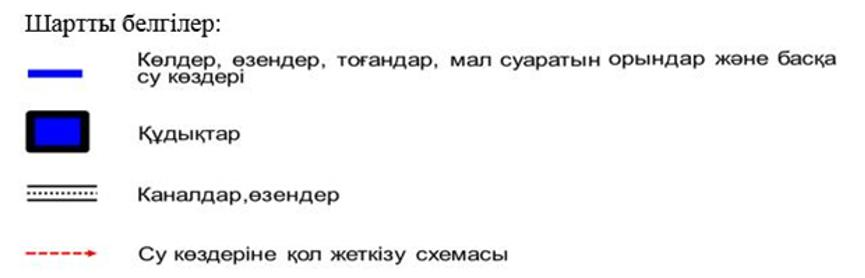 Шартты белгілер:
Көлдер, өзендер, тоғандар, мал суаратын орындар және басқа
су көздері
Құдықтар
Каналдар,өзендер
Су көздеріне қол жеткізу схемасы